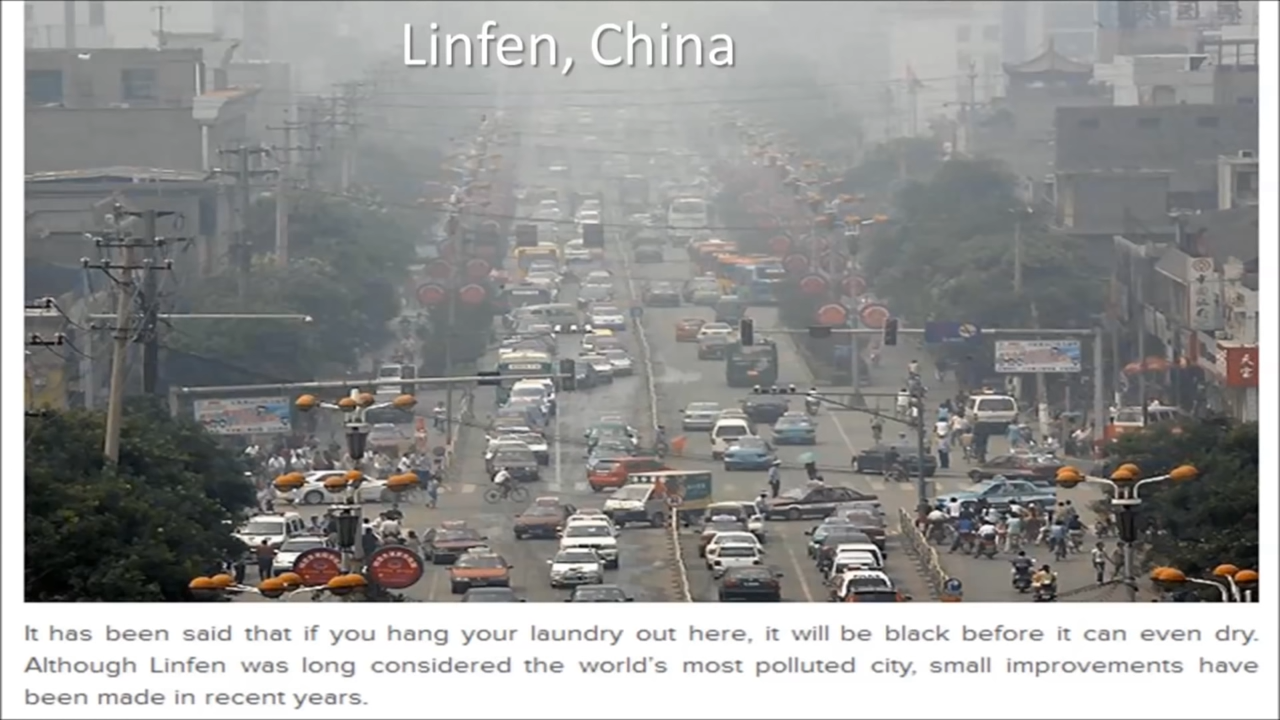 Linfen, China
天宝
It has been said that if you hang your laundry out here, it will be black before it can even dry.
Although Linfen was long considered the world's most polluted city, small improvements have
been made in recent years.